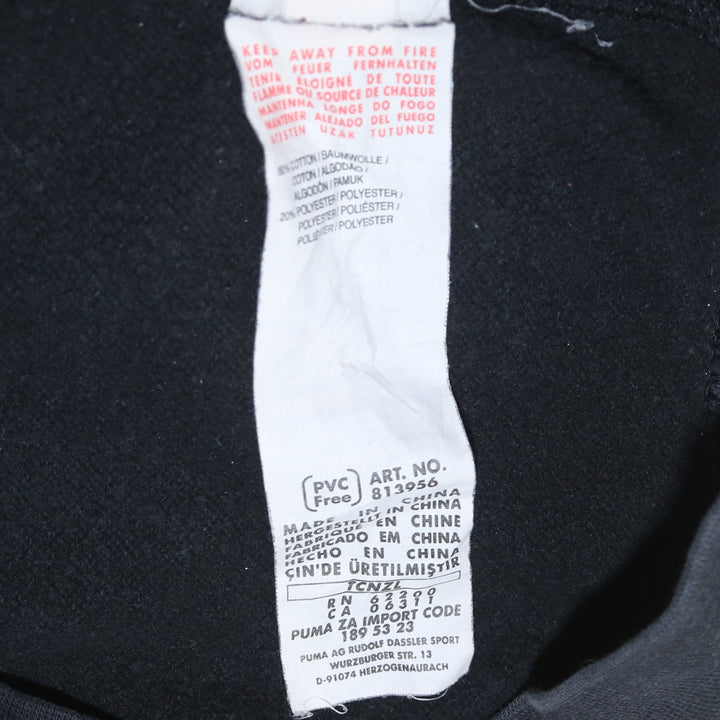 KEEP AWAY FROM FIRE
VOM FEUER FERNHALTEN
TENIR ÉLOIGNÉ DE TOUTE
FLAMME OU SOURCE DE CHALEUR
MANTENHA LONGE DO FOGO
MANTENER ALEJADO DEL FUEGO
ATESTEN UZAK TUTUNUZ
80% COTTON/BAUMWOLLE/
COTON/ALGODÃO/
ALGODÓN/PAMUK
20% POLYESTER/POLYESTER/
POLYESTER/POLIÉSTER/
POLIÉSTER/POLYESTER
PVC Free
ART. NO.
813956
MADE IN CHINA
HERGESTELLT IN CHINA
FABRIQUÉ EN CHINE
FABRICADO EM CHINA
HECHO EN CHINA
ÇIN'DE ÜRETILMIŞTIR
TCNZL
RN 62200
CA 06311
PUMA ZA IMPORT CODE
189 53 23
PUMA AG RUDOLF DASSLER SPORT
WURZBURGER STR. 13
D-91074 HERZOGENAURACH